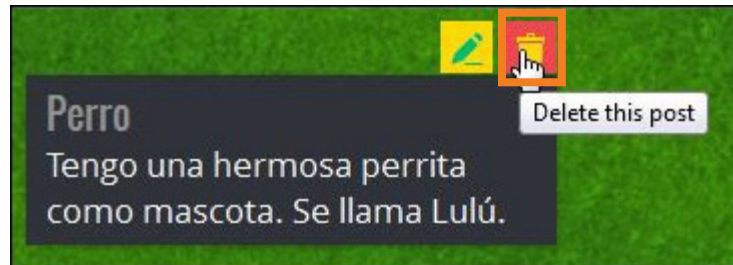 Perro
Delete this post
Tengo una hermosa perrita
como mascota. Se llama Lulú.